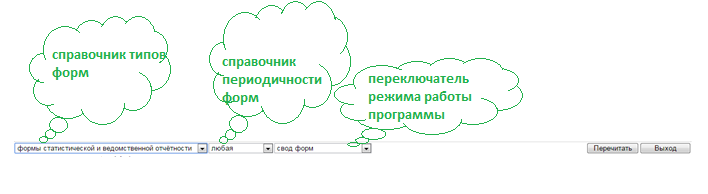 справочник типов
форм
справочник
периодичности
форм
переключатель
режима работы
программы
формы статистической и ведомственной отчётности любая свод форм Перечитать Выход